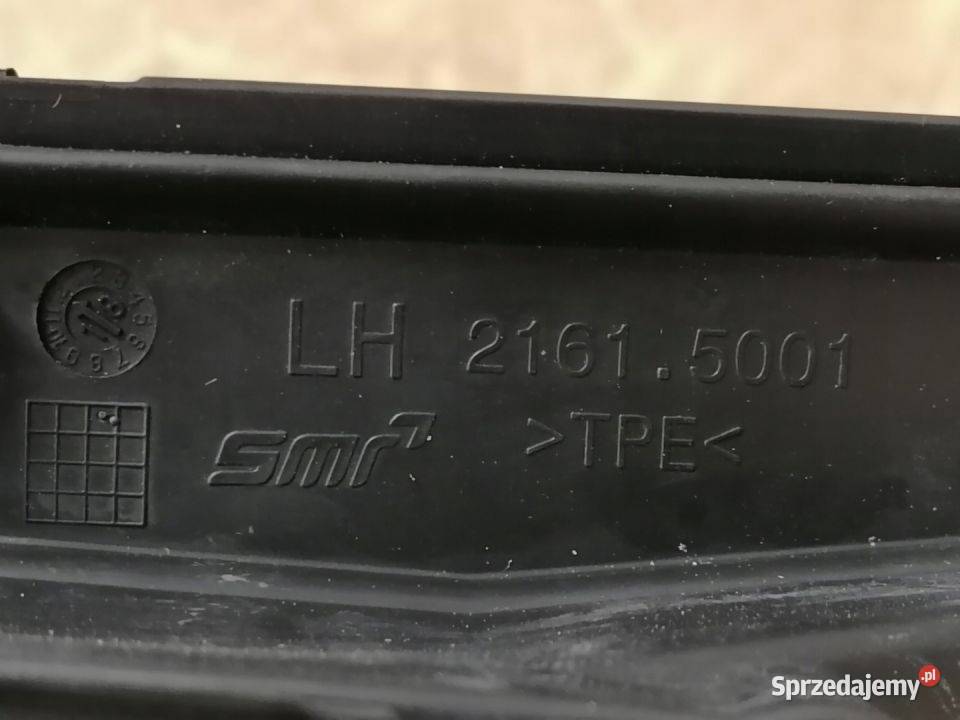 LH 2161.5001
smr
>TPE<
Sprzedajemy.pl